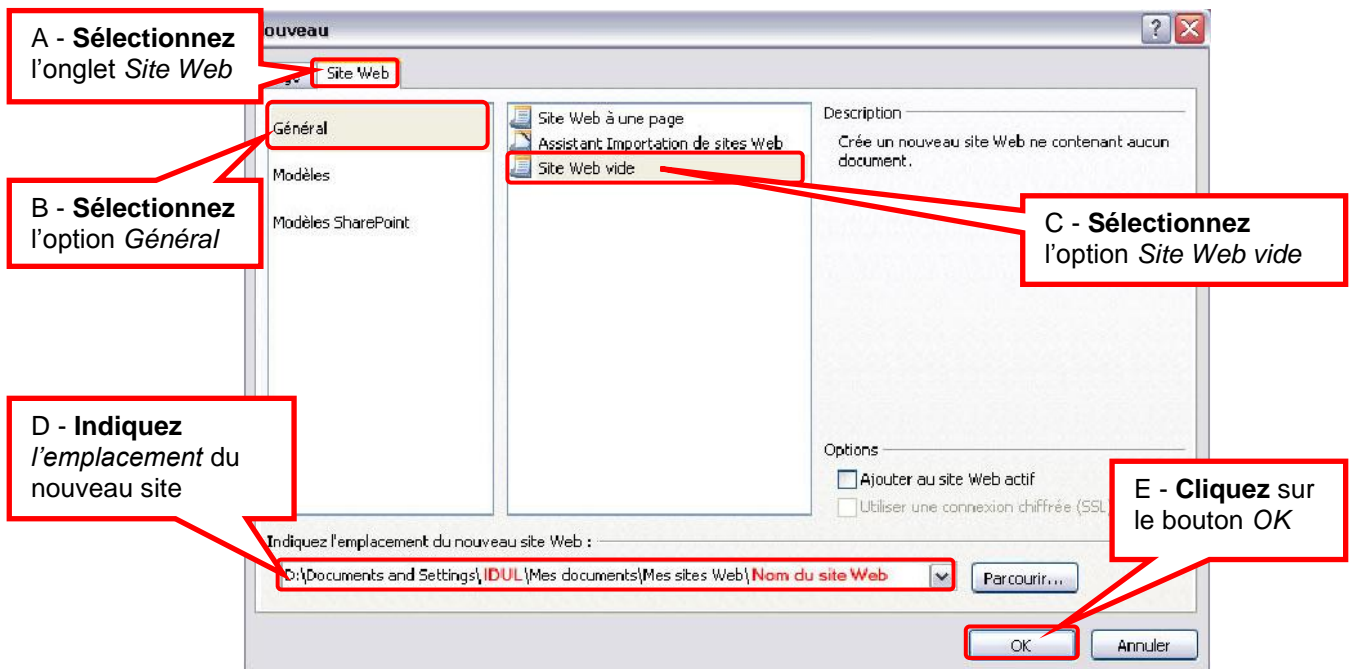 A - Sélectionnez
l’onglet Site Web
ouveau
Site Web
Général
Modèles
Modèles SharePoint
B - Sélectionnez
l’option Général
Site Web à une page
Assistant Importation de sites Web
Site Web vide
Description
Crée un nouveau site Web ne contenant aucun
document.
C - Sélectionnez
l’option Site Web vide
D - Indiquez
l’emplacement du
nouveau site
Options
Ajouter au site Web actif
Utiliser une connexion chiffrée (SSL)
E - Cliquez sur
le bouton OK
Indiquez l'emplacement du nouveau site Web :
D:\Documents and Settings\IDUL\Mes documents\Mes sites Web\Nom du site Web
Parcourir...
OK
Annuler